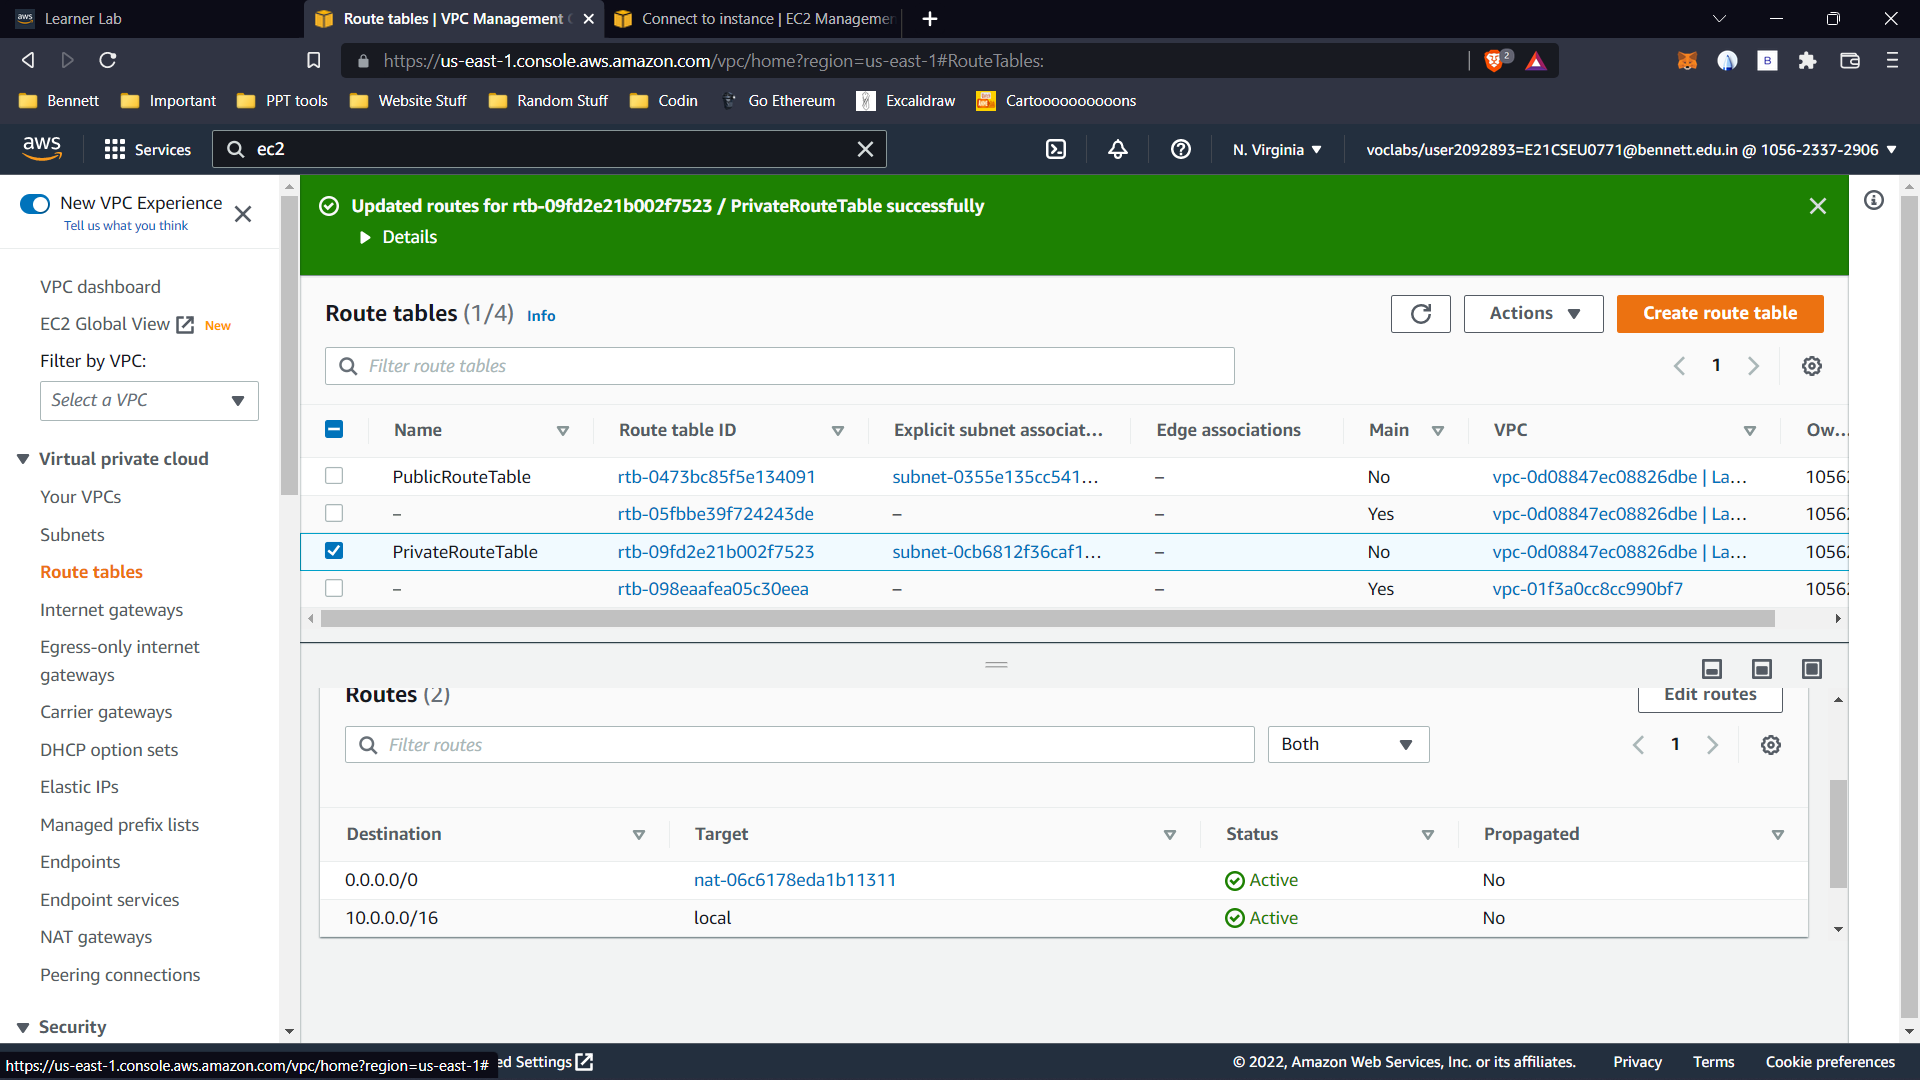 Learner Lab
Route tables | VPC Management
Connect to instance | EC2 Managemen
https://us-east-1.console.aws.amazon.com/vpc/home?region=us-east-1#RouteTables:
2
B
Bennett
Important
PPT tools
Website Stuff
Random Stuff
Codin
Go Ethereum
Excalidraw
Cartoooooooooons
aws
Services
ec2
N. Virginia
voclabs/user2092893=E21CSEU0771@bennett.edu.in @ 1056-2337-2906
New VPC Experience
Tell us what you think
VPC dashboard
EC2 Global View New
Filter by VPC:
Select a VPC
Virtual private cloud
Your VPCs
Subnets
Route tables
Internet gateways
Egress-only internet
gateways
Carrier gateways
DHCP option sets
Elastic IPs
Managed prefix lists
Endpoints
Endpoint services
NAT gateways
Peering connections
Security
Updated routes for rtb-09fd2e21b002f7523 / PrivateRouteTable successfully
Details
Route tables (1/4) Info
Actions
Create route table
Filter route tables
1
Name Route table ID Explicit subnet associat... Edge associations Main VPC Ow...
PublicRouteTable rtb-0473bc85f5e134091 subnet-0355e135cc541... – No vpc-0d08847ec08826dbe | La... 1056
– rtb-05fbbe39f724243de – – Yes vpc-0d08847ec08826dbe | La... 1056
PrivateRouteTable rtb-09fd2e21b002f7523 subnet-0cb6812f36caf1... – No vpc-0d08847ec08826dbe | La... 1056
– rtb-098eaafea05c30eea – – Yes vpc-01f3a0cc8cc990bf7 1056
Routes (2)
Edit routes
Filter routes
Both
1
Destination Target Status Propagated
0.0.0.0/0 nat-06c6178eda1b11311 Active No
10.0.0.0/16 local Active No
https://us-east-1.console.aws.amazon.com/vpc/home?region=us-east-1#
ed Settings
© 2022, Amazon Web Services, Inc. or its affiliates.
Privacy
Terms
Cookie preferences